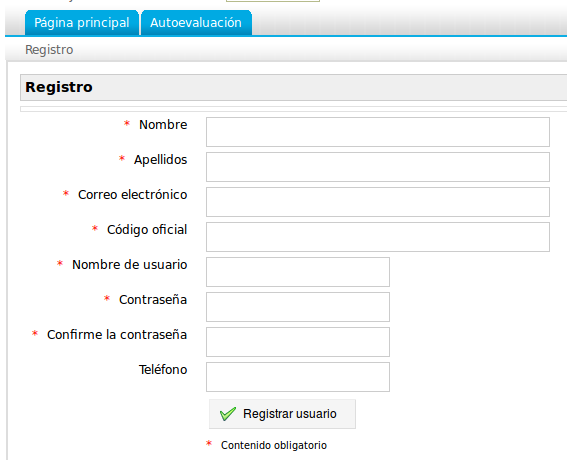 Página principal Autoevaluación
Registro
Registro
* Nombre
* Apellidos
* Correo electrónico
* Código oficial
* Nombre de usuario
* Contraseña
* Confirme la contraseña
Teléfono
Registrar usuario
* Contenido obligatorio